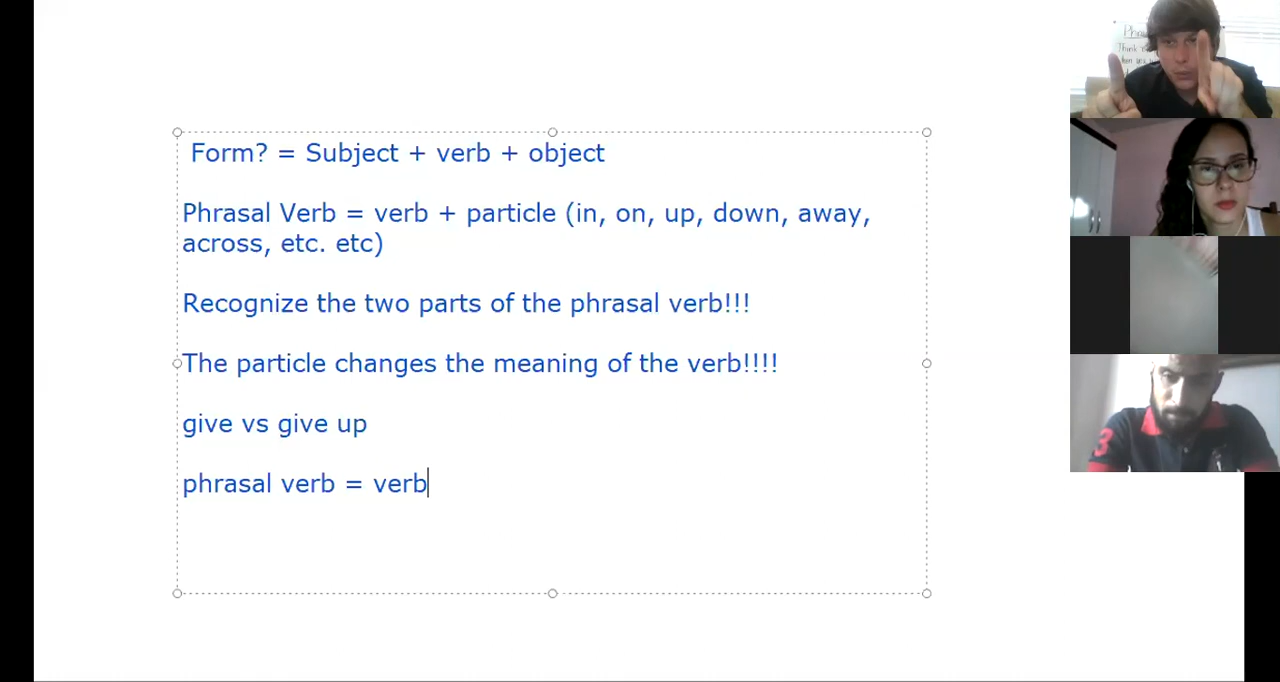 Form? = Subject + verb + object
Phrasal Verb = verb + particle (in, on, up, down, away,
across, etc. etc)
Recognize the two parts of the phrasal verb!!!
The particle changes the meaning of the verb!!!!
give vs give up
phrasal verb = verb
Think
3